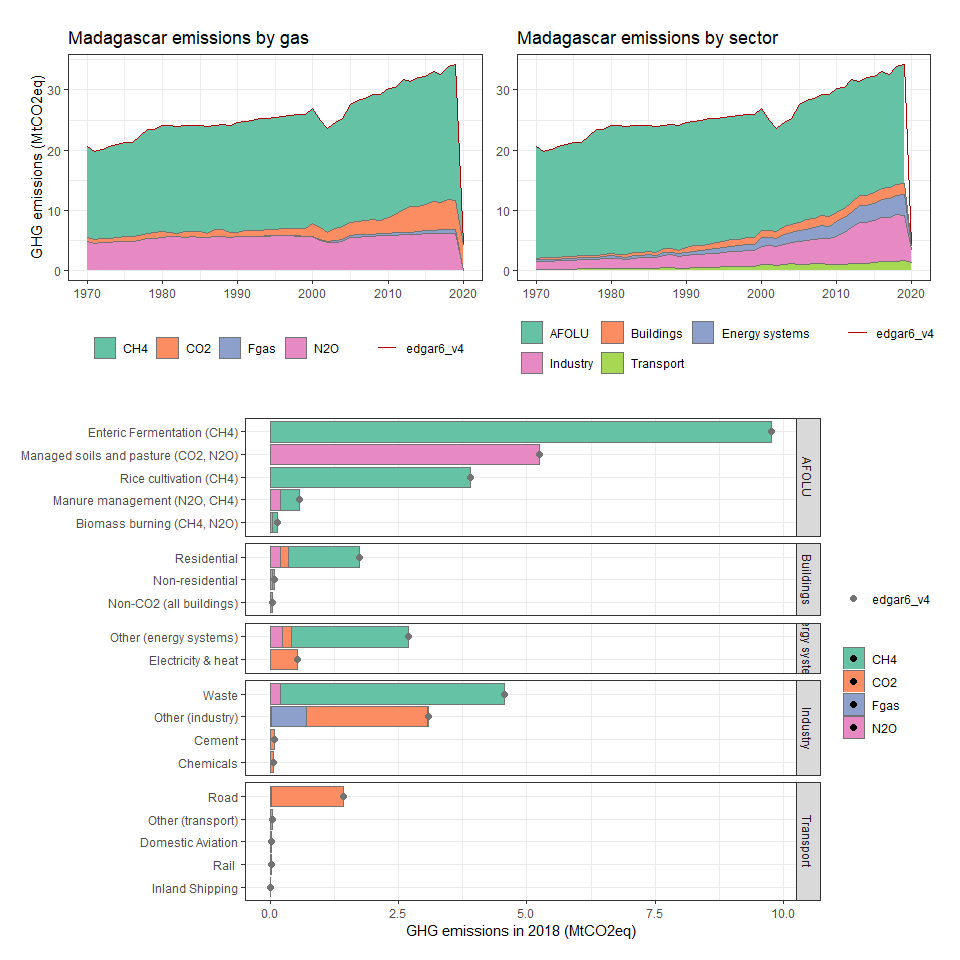 Madagascar emissions by gas
GHG emissions (MtCO2eq)
30
20
10
0
1970
1980
1990
2000
2010
2020
CH4
CO2
Fgas
N2O
edgar6_v4
Madagascar emissions by sector
30
20
10
0
1970
1980
1990
2000
2010
2020
AFOLU
Buildings
Energy systems
edgar6_v4
Industry
Transport
Enteric Fermentation (CH4)
Managed soils and pasture (CO2, N2O)
Rice cultivation (CH4)
Manure management (N2O, CH4)
Biomass burning (CH4, N2O)
AFOLU
Residential
Non-residential
Non-CO2 (all buildings)
Buildings
Other (energy systems)
Electricity & heat
ergy syste
Waste
Other (industry)
Cement
Chemicals
Industry
Road
Other (transport)
Domestic Aviation
Rail
Inland Shipping
Transport
0.0
2.5
5.0
7.5
10.0
GHG emissions in 2018 (MtCO2eq)
edgar6_v4
CH4
CO2
Fgas
N2O